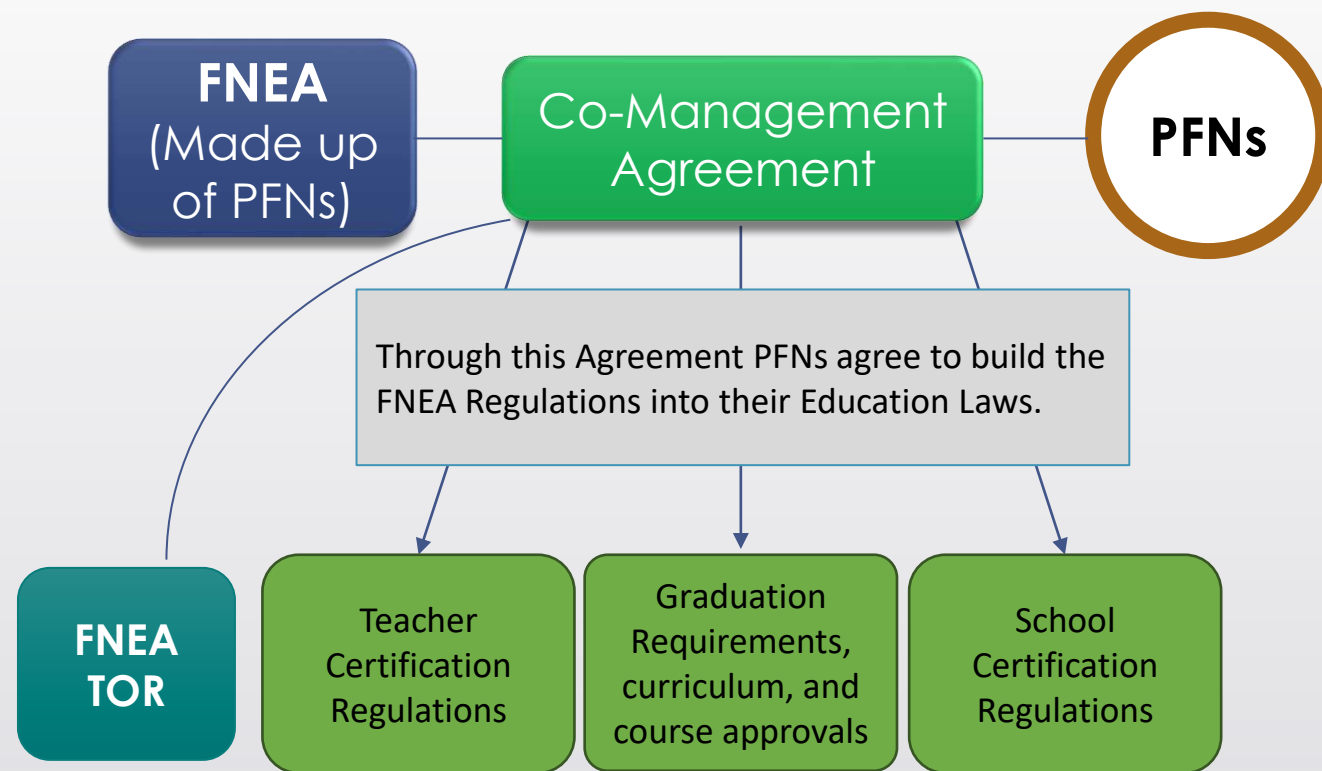 FNEA
(Made up
of PFNs)
Co-Management
Agreement
PFNs
Through this Agreement PFNs agree to build the
FNEA Regulations into their Education Laws.
FNEA
TOR
Teacher
Certification
Regulations
Graduation
Requirements,
curriculum, and
course approvals
School
Certification
Regulations